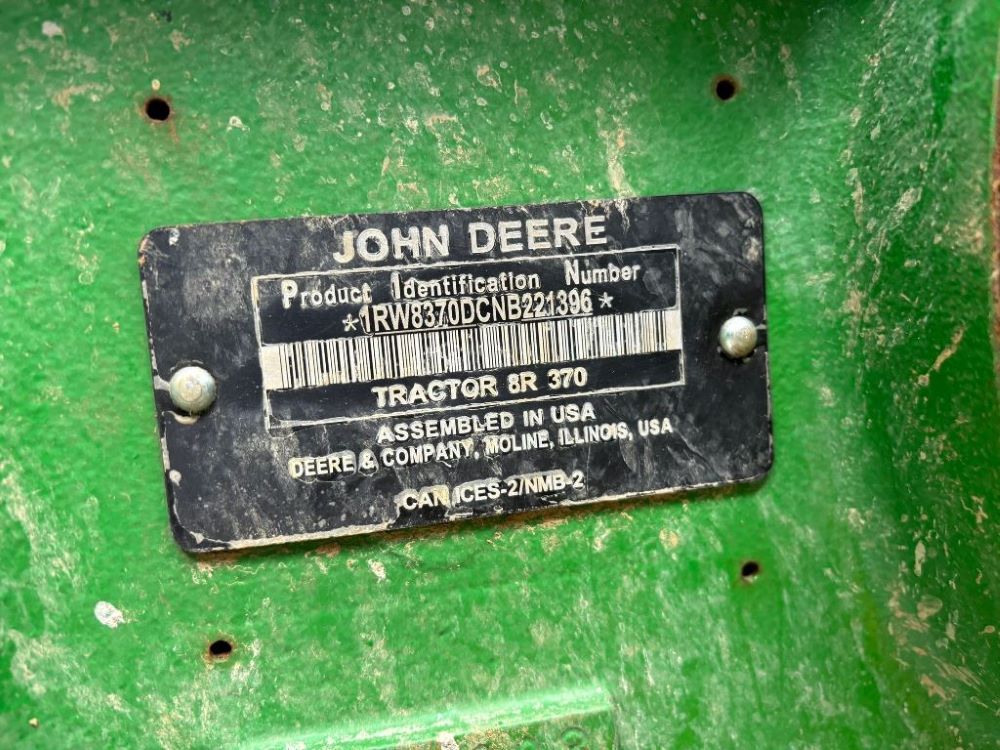 JOHN DEERE
Product Identification Number
*1RW8370DCNB221396*
TRACTOR 8R 370
ASSEMBLED IN USA
DEERE & COMPANY, MOLINE, ILLINOIS, USA
CAN ICES-2/NMB-2